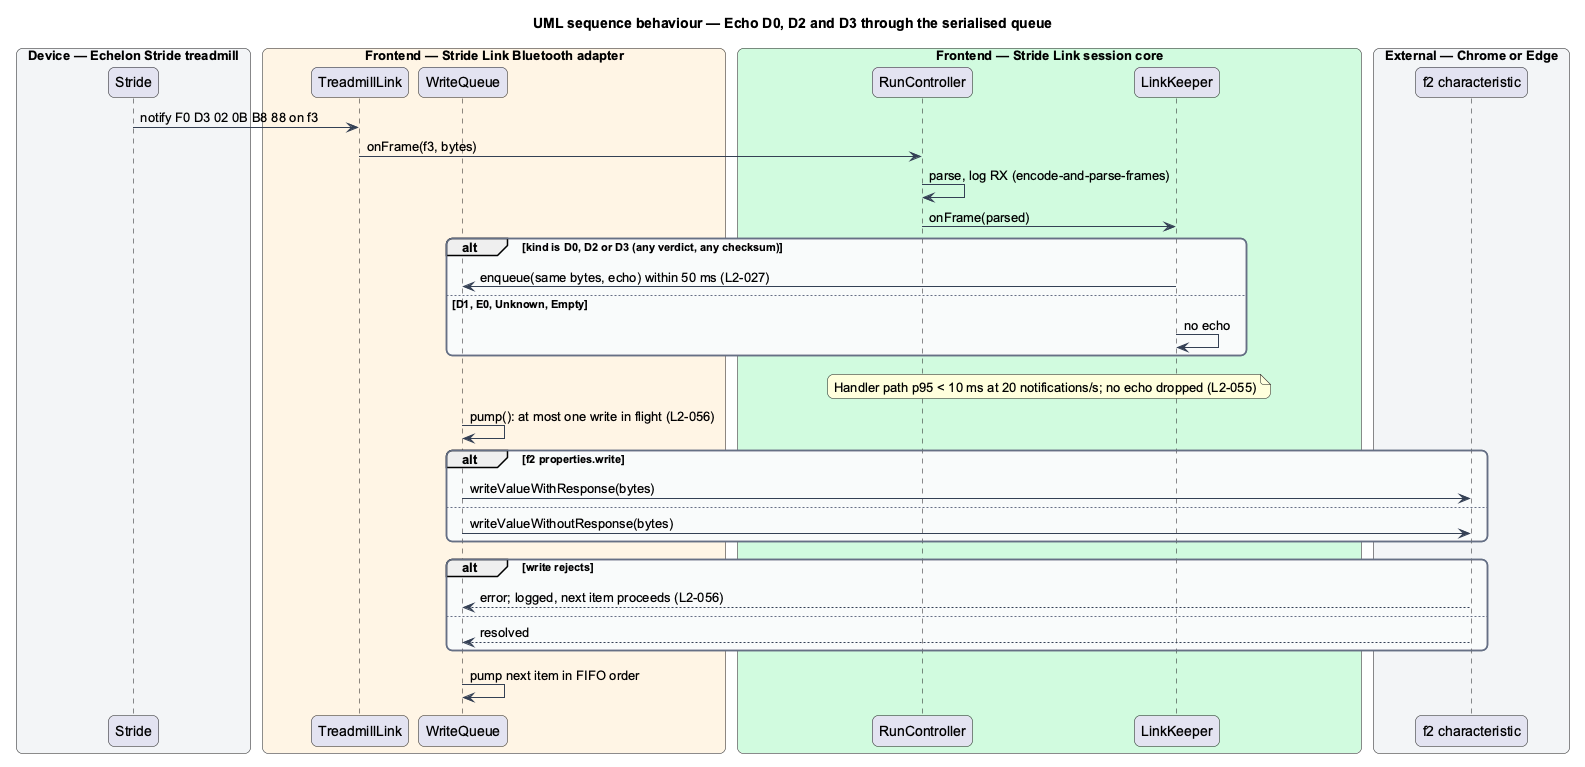 UML sequence behaviour — Echo D0, D2 and D3 through the serialised queue
Device — Echelon Stride treadmill
Frontend — Stride Link Bluetooth adapter
Frontend — Stride Link session core
External — Chrome or Edge
Stride
TreadmillLink
WriteQueue
RunController
LinkKeeper
f2 characteristic
notify F0 D3 02 0B B8 88 on f3
onFrame(f3, bytes)
parse, log RX (encode-and-parse-frames)
onFrame(parsed)
alt
[kind is D0, D2 or D3 (any verdict, any checksum)]
enqueue(same bytes, echo) within 50 ms (L2-027)
[D1, E0, Unknown, Empty]
no echo
Handler path p95 < 10 ms at 20 notifications/s; no echo dropped (L2-055)
pump(): at most one write in flight (L2-056)
alt
[f2 properties.write]
writeValueWithResponse(bytes)
writeValueWithoutResponse(bytes)
alt
[write rejects]
error; logged, next item proceeds (L2-056)
resolved
pump next item in FIFO order
Stride
TreadmillLink
WriteQueue
RunController
LinkKeeper
f2 characteristic